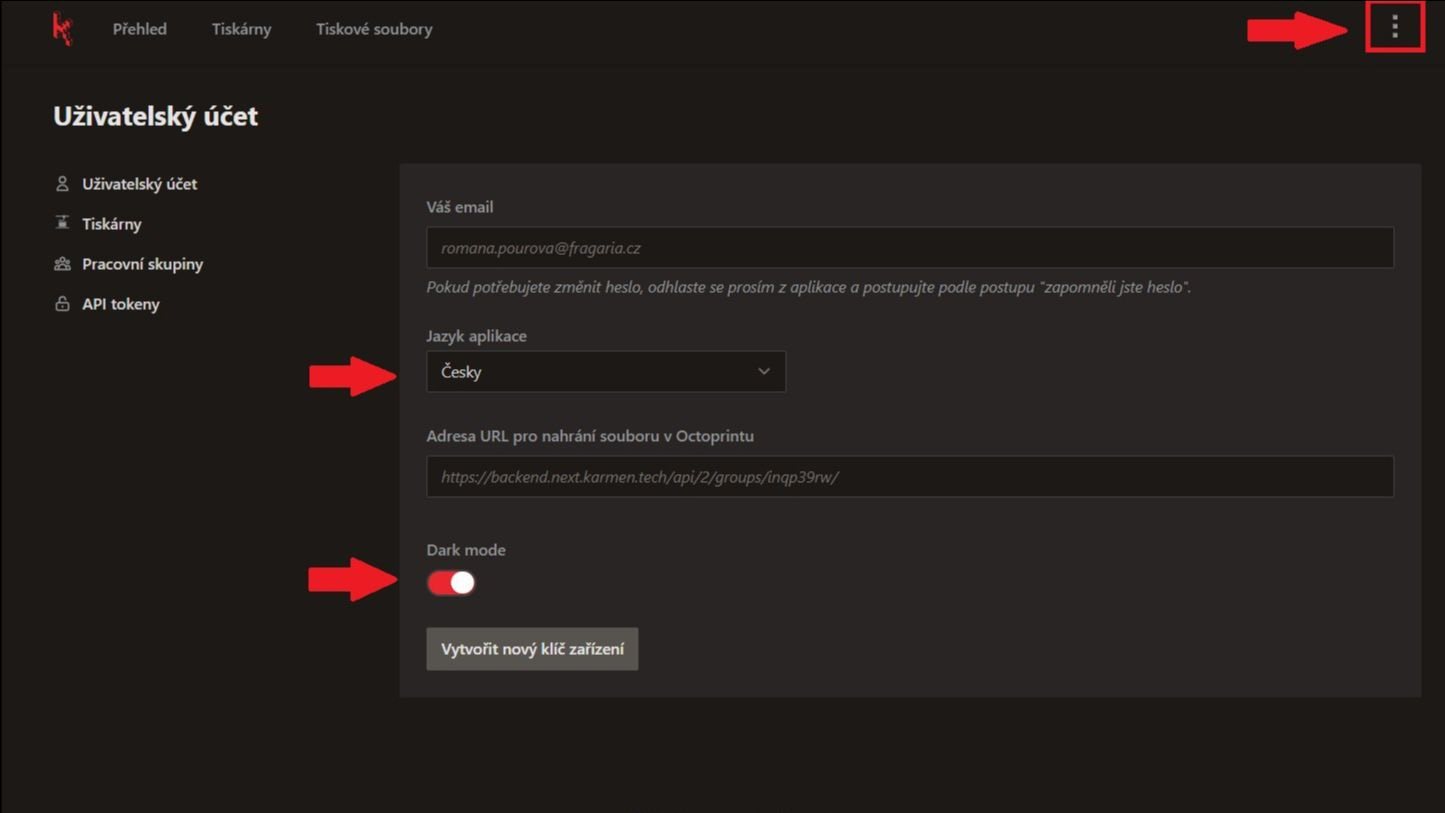 Přehled
Tiskárny
Tiskové soubory
Uživatelský účet
Uživatelský účet
Tiskárny
Pracovní skupiny
API tokeny
Váš email
romana.pourova@fragaria.cz
Pokud potřebujete změnit heslo, odhlaste se prosím z aplikace a postupujte podle postupu "zapomněli jste heslo".
Jazyk aplikace
Česky
Adresa URL pro nahrání souboru v Octoprintu
https://backend.next.karmen.tech/api/2/groups/inqp39rw/
Dark mode
Vytvořit nový klíč zařízení